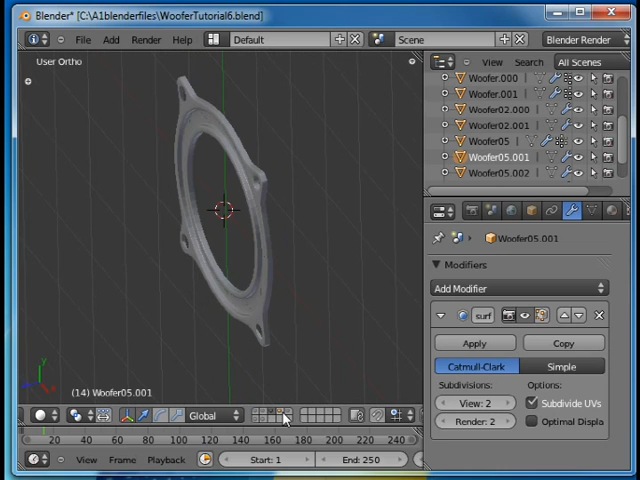 Blender* [C:\A1blenderfiles\WooferTutorial6.blend]
File Add Render Help Default Scene Blender Render
User Ortho
View Search All Scenes
Woofer.000
Woofer.001
Woofer02.000
Woofer02.001
Woofer05
Woofer05.001
Woofer05.002
Woofer05.001
Modifiers
Add Modifier
surf
Apply Copy
Catmull-Clark Simple
Subdivisions: Options:
View: 2 Subdivide UVs
Render: 2 Optimal Displa
y
(14) Woofer05.001
Global
20 40 60 80 100 120 140 160 180 200 220 240
View Frame Playback Start: 1 End: 250